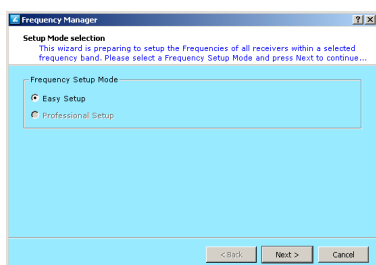 Frequency Manager
Setup Mode selection
This wizard is preparing to setup the Frequencies of all receivers within a selected
frequency band. Please select a Frequency Setup Mode and press Next to continue...
Frequency Setup Mode
Easy Setup
Professional Setup
< Back Next > Cancel